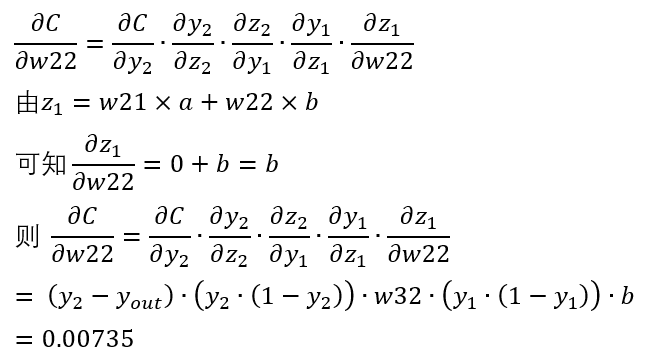 ∂C/∂w22 = ∂C/∂y₂ · ∂y₂/∂z₂ · ∂z₂/∂y₁ · ∂y₁/∂z₁ · ∂z₁/∂w22
由z₁ = w21 × a + w22 × b
可知 ∂z₁/∂w22 = 0 + b = b
则 ∂C/∂w22 = ∂C/∂y₂ · ∂y₂/∂z₂ · ∂z₂/∂y₁ · ∂y₁/∂z₁ · ∂z₁/∂w22
= (y₂ − yₒᵤₜ) · (y₂ · (1 − y₂)) · w32 · (y₁ · (1 − y₁)) · b
= 0.00735